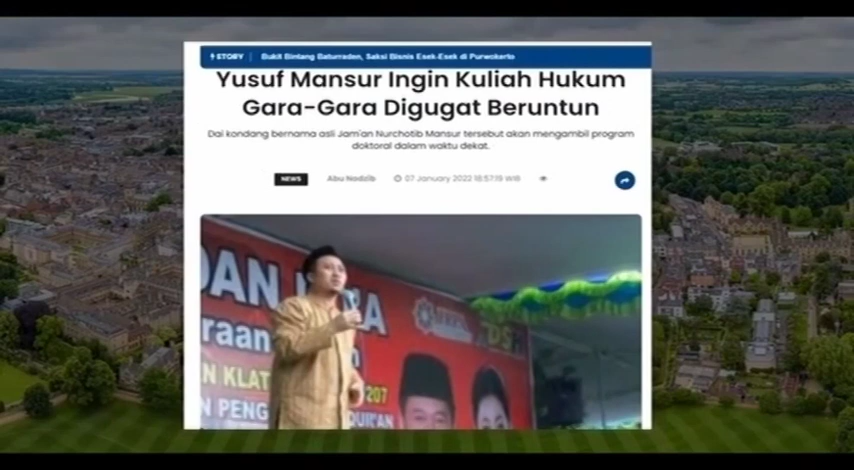 ETORY Bukit Bintang Baturraden, Saksi Bisnis Esek-Esek di Purwokerto
Yusuf Mansur Ingin Kuliah Hukum
Gara-Gara Digugat Beruntun
Dai kondang bernama asli Jam'an Nurchotib Mansur tersebut akan mengambil program
doktoral dalam waktu dekat.
NEWS Abu Nadzib 07 January 2022 18:57:19 WIB
DAN
raan
N KLAT
207
N PENG